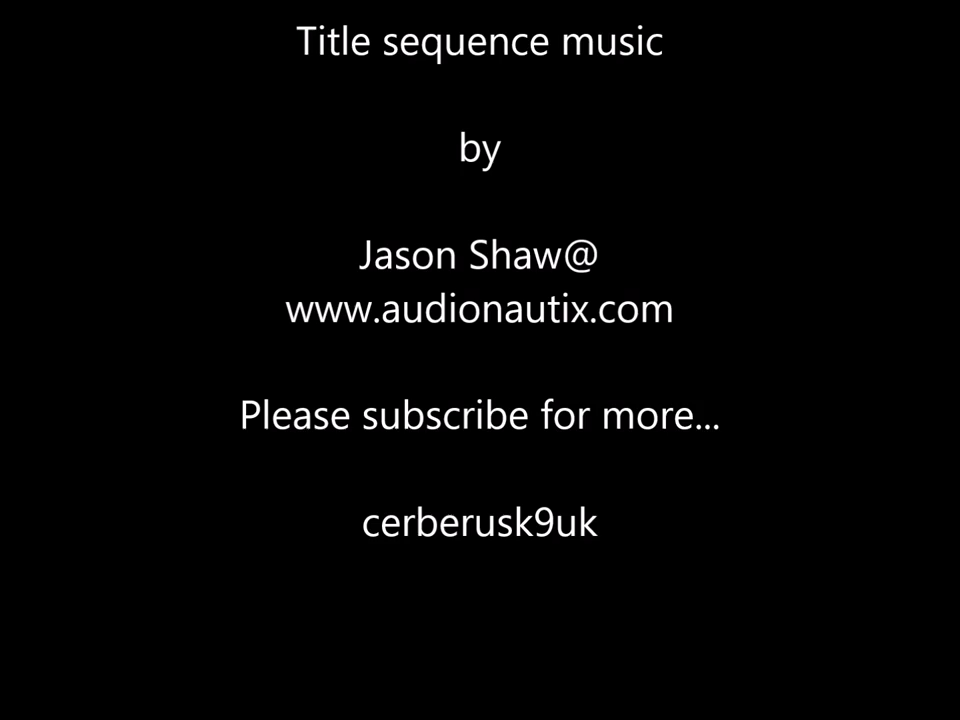 Title sequence music
by
Jason Shaw@
www.audionautix.com
Please subscribe for more...
cerberusk9uk